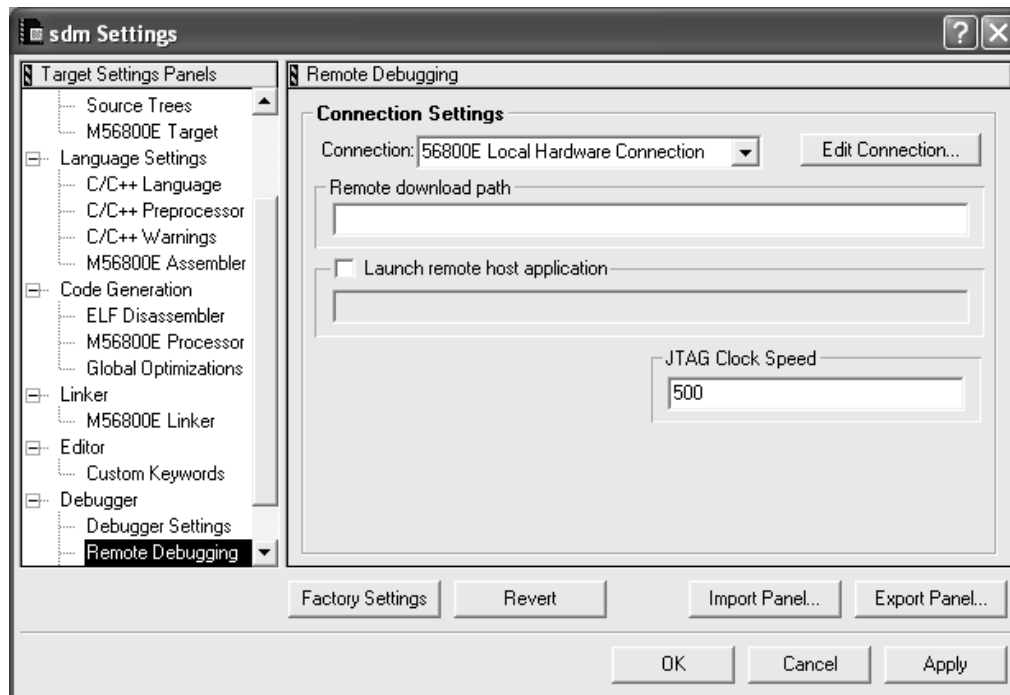 sdm Settings
Target Settings Panels
Source Trees
M56800E Target
Language Settings
C/C++ Language
C/C++ Preprocessor
C/C++ Warnings
M56800E Assembler
Code Generation
ELF Disassembler
M56800E Processor
Global Optimizations
Linker
M56800E Linker
Editor
Custom Keywords
Debugger
Debugger Settings
Remote Debugging
Remote Debugging
Connection Settings
Connection: 56800E Local Hardware Connection Edit Connection...
Remote download path
Launch remote host application
JTAG Clock Speed
500
Factory Settings Revert Import Panel... Export Panel...
OK Cancel Apply